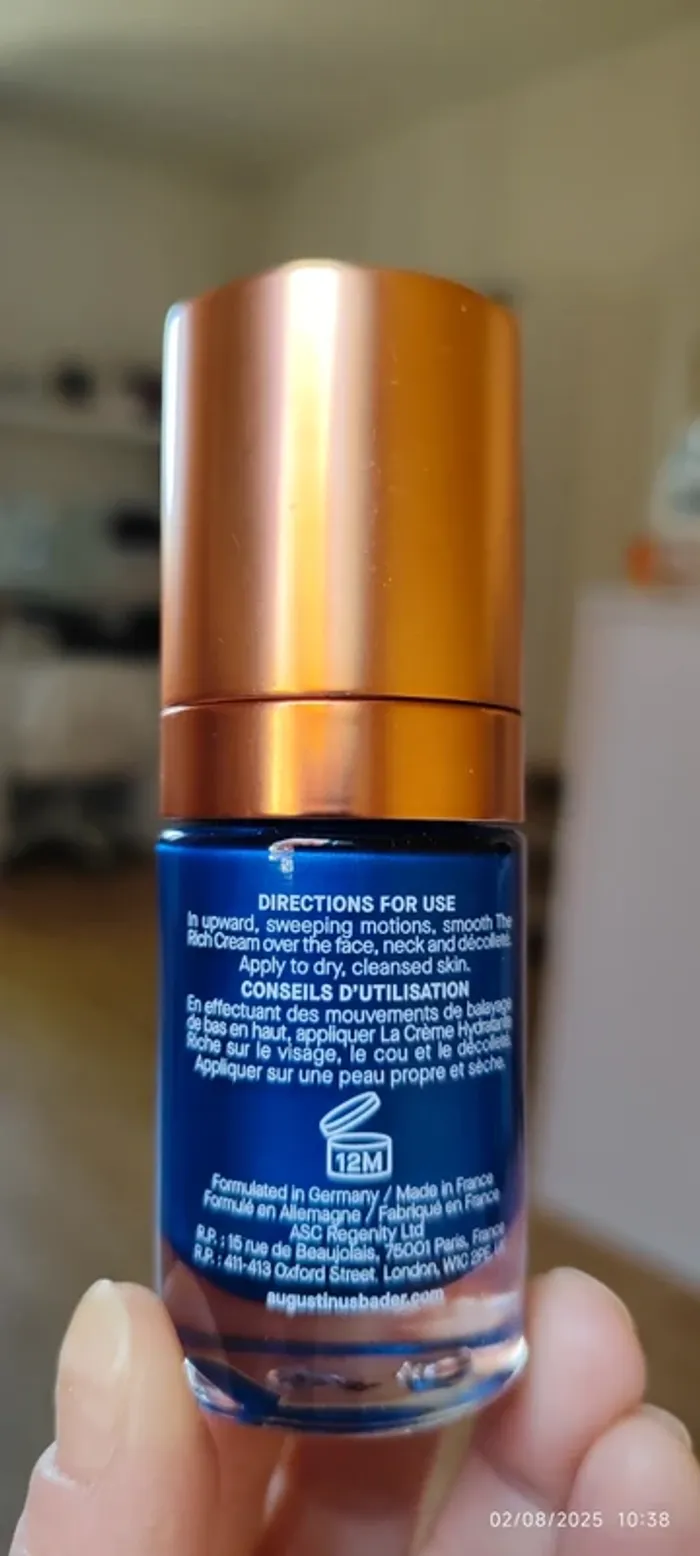 DIRECTIONS FOR USE
In upward, sweeping motions, smooth The
Rich Cream over the face, neck and décolleté.
Apply to dry, cleansed skin.
CONSEILS D'UTILISATION
En effectuant des mouvements de balayage
de bas en haut, appliquer La Crème Hydratante
Riche sur le visage, le cou et le décolleté.
Appliquer sur une peau propre et sèche.
12M
Formulated in Germany / Made in France
Formulé en Allemagne / Fabriqué en France
ASC Regenity Ltd
R.P. : 15 rue de Beaujolais, 75001 Paris, France
R.P. : 411-413 Oxford Street, London, W1C
augustinusbader.com
02/08/2025 10:38